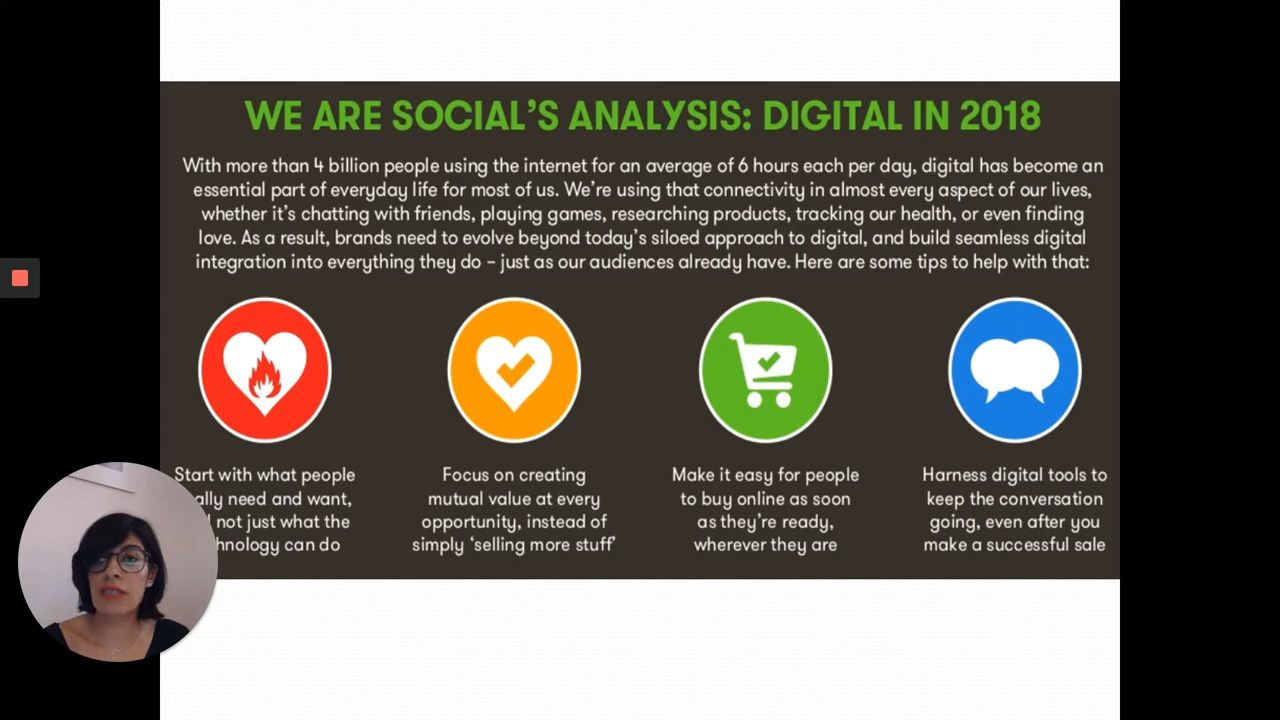 WE ARE SOCIAL'S ANALYSIS: DIGITAL IN 2018
With more than 4 billion people using the internet for an average of 6 hours each per day, digital has become an
essential part of everyday life for most of us. We're using that connectivity in almost every aspect of our lives,
whether it's chatting with friends, playing games, researching products, tracking our health, or even finding
love. As a result, brands need to evolve beyond today's siloed approach to digital, and build seamless digital
integration into everything they do – just as our audiences already have. Here are some tips to help with that:
Start with what people
need and want,
not just what the
can do
Focus on creating
mutual value at every
opportunity, instead of
simply 'selling more stuff'
Make it easy for people
to buy online as soon
as they're ready,
wherever they are
Harness digital tools to
keep the conversation
going, even after you
make a successful sale